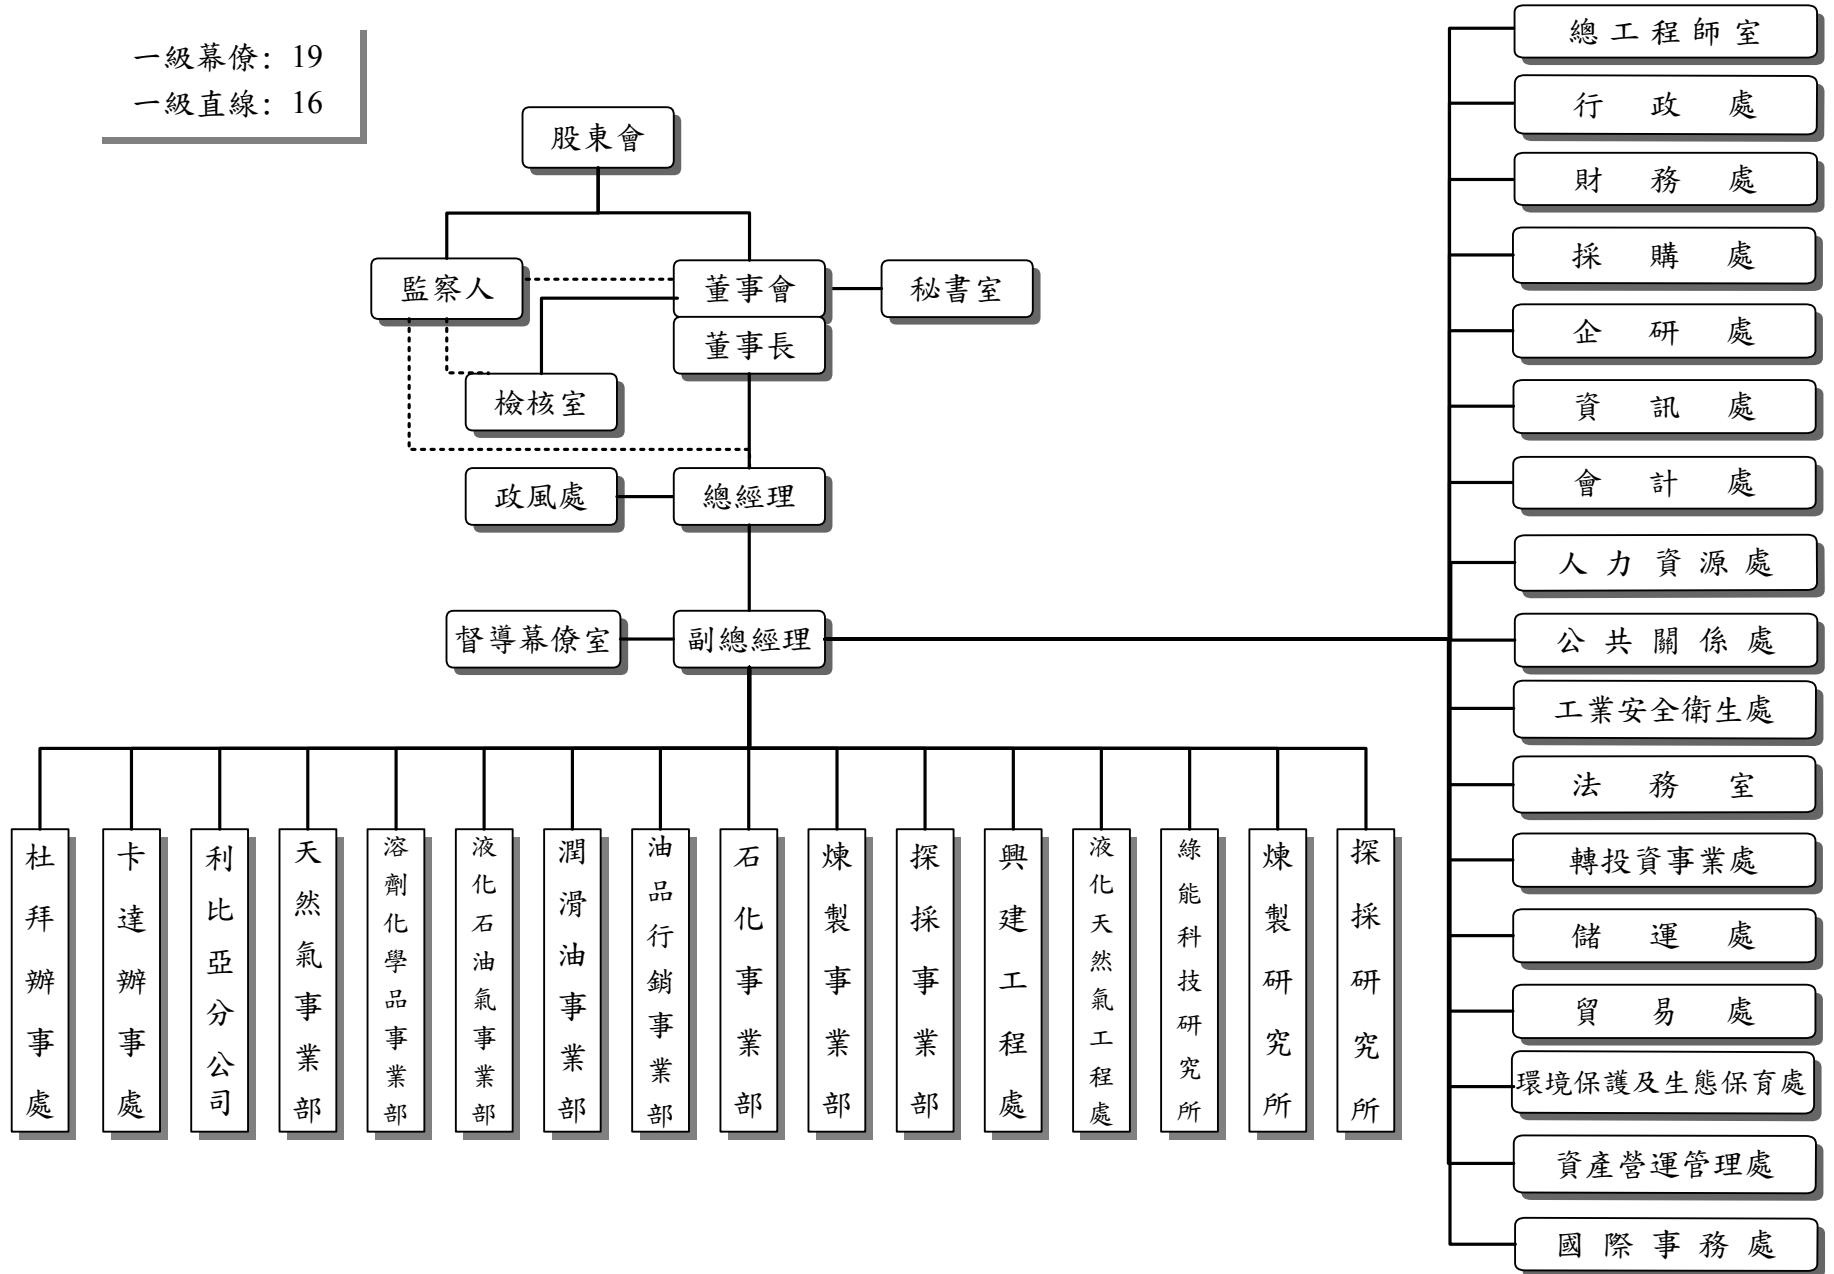 一級幕僚：19
一級直線：16
股東會
監察人
董事會
秘書室
董事長
檢核室
政風處
總經理
督導幕僚室
副總經理
杜拜辦事處
卡達辦事處
利比亞分公司
天然氣事業部
溶劑化學品事業部
液化石油氣事業部
潤滑油事業部
油品行銷事業部
石化事業部
煉製事業部
探採事業部
興建工程處
液化天然氣工程處
綠能科技研究所
煉製研究所
探採研究所
總工程師室
行政處
財務處
採購處
企研處
資訊處
會計處
人力資源處
公共關係處
工業安全衛生處
法務室
轉投資事業處
儲運處
貿易處
環境保護及生態保育處
資產營運管理處
國際事務處